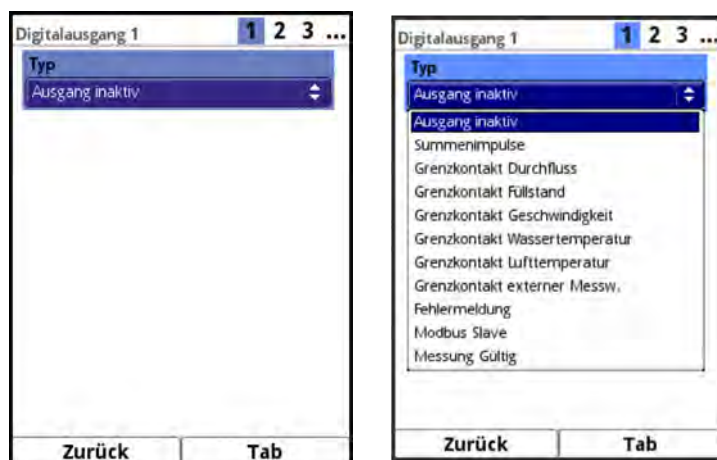 Digitalausgang 1 1 2 3 ...
Typ
Ausgang inaktiv
Zurück Tab
Digitalausgang 1 1 2 3 ...
Typ
Ausgang inaktiv
Ausgang inaktiv
Summenimpulse
Grenzkontakt Durchfluss
Grenzkontakt Füllstand
Grenzkontakt Geschwindigkeit
Grenzkontakt Wassertemperatur
Grenzkontakt Lufttemperatur
Grenzkontakt externer Messw.
Fehlermeldung
Modbus Slave
Messung Gültig
Zurück Tab